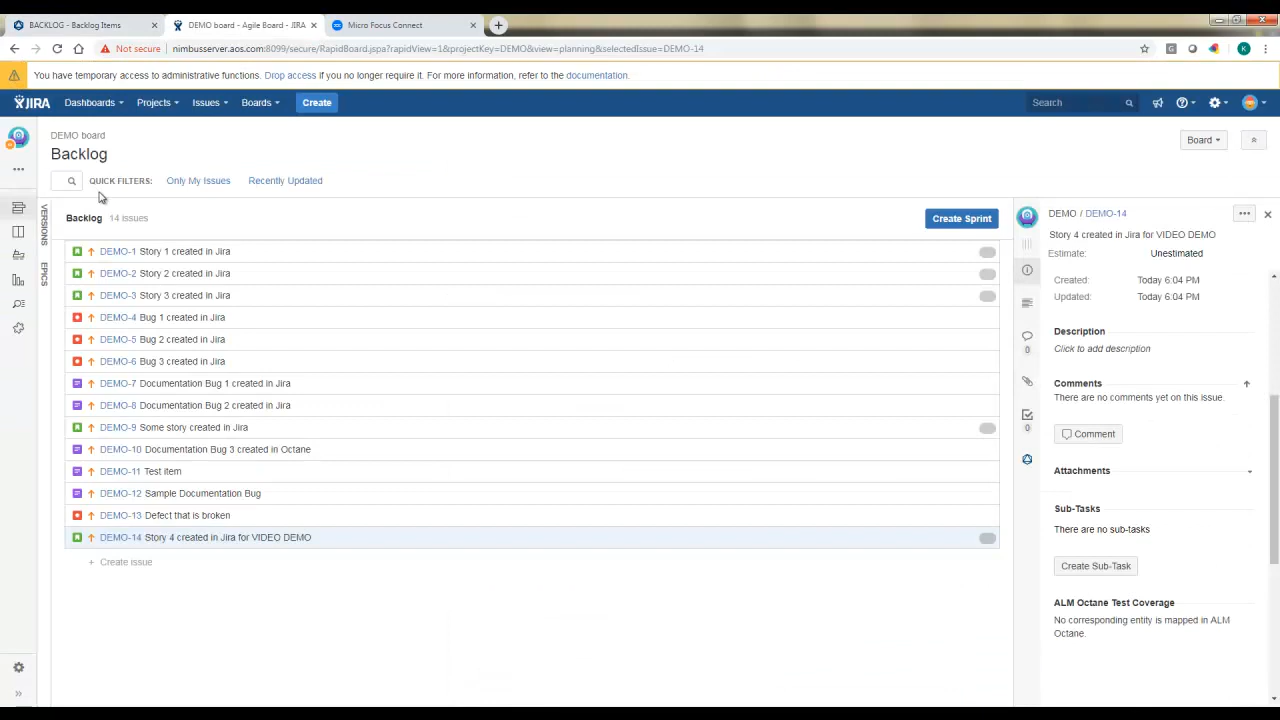 BACKLOG - Backlog Items
DEMO board - Agile Board - JIRA
Micro Focus Connect
Not secure
nimbusserver.aos.com:8099/secure/RapidBoard.jspa?rapidView=1&projectKey=DEMO&view=planning&selectedIssue=DEMO-14
K
You have temporary access to administrative functions. Drop access if you no longer require it. For more information, refer to the documentation.
JIRA
Dashboards
Projects
Issues
Boards
Create
Search
DEMO board
Backlog
Board
QUICK FILTERS:
Only My Issues
Recently Updated
VERSIONS
EPICS
Backlog 14 issues
Create Sprint
DEMO-1 Story 1 created in Jira
DEMO-2 Story 2 created in Jira
DEMO-3 Story 3 created in Jira
DEMO-4 Bug 1 created in Jira
DEMO-5 Bug 2 created in Jira
DEMO-6 Bug 3 created in Jira
DEMO-7 Documentation Bug 1 created in Jira
DEMO-8 Documentation Bug 2 created in Jira
DEMO-9 Some story created in Jira
DEMO-10 Documentation Bug 3 created in Octane
DEMO-11 Test item
DEMO-12 Sample Documentation Bug
DEMO-13 Defect that is broken
DEMO-14 Story 4 created in Jira for VIDEO DEMO
+ Create issue
DEMO / DEMO-14
Story 4 created in Jira for VIDEO DEMO
Estimate: Unestimated
Created: Today 6:04 PM
Updated: Today 6:04 PM
Description
Click to add description
0
Comments
There are no comments yet on this issue.
Comment
0
Attachments
Sub-Tasks
There are no sub-tasks
Create Sub-Task
ALM Octane Test Coverage
No corresponding entity is mapped in ALM
Octane.